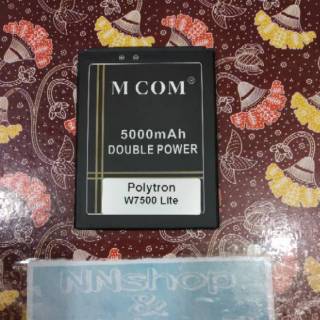 M COM®
5000mAh
DOUBLE POWER
Polytron
W7500 Lite
NNshop
&